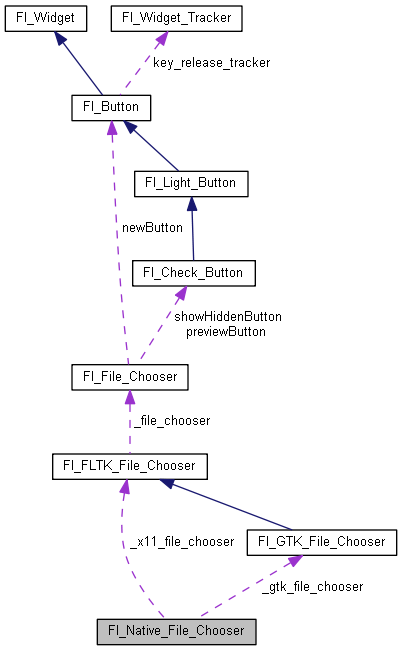 Fl_Widget
Fl_Widget_Tracker
key_release_tracker
Fl_Button
Fl_Light_Button
newButton
Fl_Check_Button
showHiddenButton
previewButton
Fl_File_Chooser
_file_chooser
Fl_FLTK_File_Chooser
_x11_file_chooser
Fl_GTK_File_Chooser
_gtk_file_chooser
Fl_Native_File_Chooser